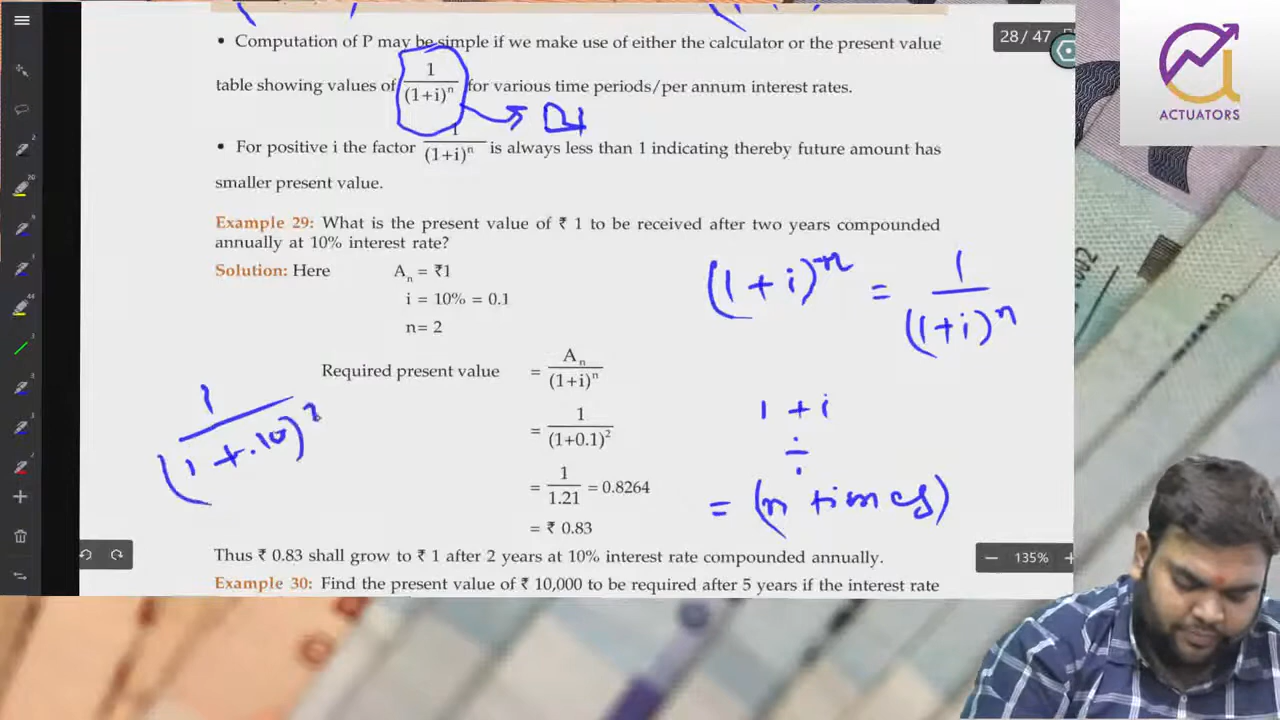 • Computation of P may be simple if we make use of either the calculator or the present value
table showing values of 1/(1+i)^n for various time periods/per annum interest rates.
• For positive i the factor 1/(1+i)^n is always less than 1 indicating thereby future amount has
smaller present value.
Example 29: What is the present value of ₹ 1 to be received after two years compounded
annually at 10% interest rate?
Solution: Here A_n = ₹1
i = 10% = 0.1
n= 2
Required present value = A_n/(1+i)^n
= 1/(1+0.1)^2
= 1/1.21 = 0.8264
= ₹ 0.83
Thus ₹ 0.83 shall grow to ₹ 1 after 2 years at 10% interest rate compounded annually.
Example 30: Find the present value of ₹ 10,000 to be required after 5 years if the interest rate
(1+i)^-n = 1/(1+i)^n
1 + i
÷
= (n times)
1/(1+.10)^2
28 / 47
135%
ACTUATORS